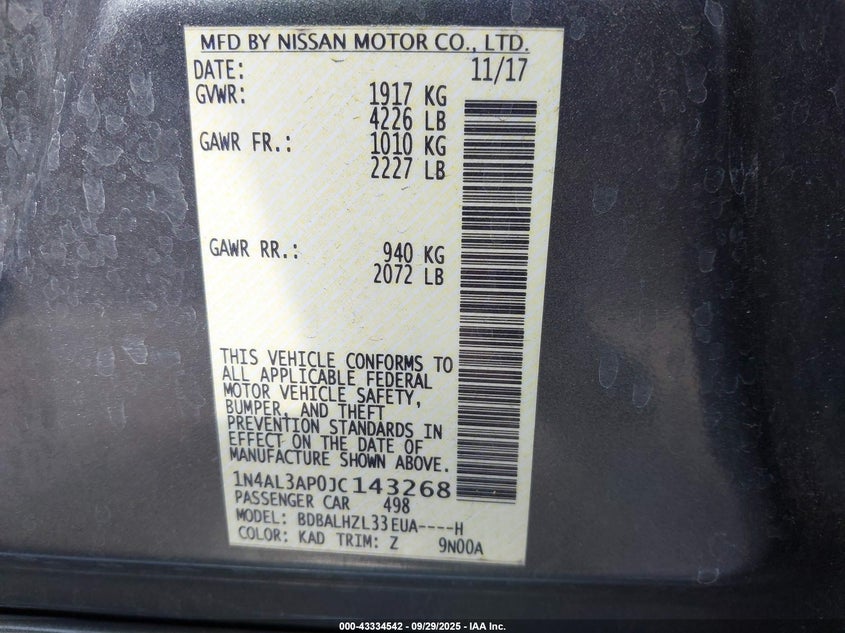 MFD BY NISSAN MOTOR CO., LTD.
DATE: 11/17
GVWR: 1917 KG
4226 LB
GAWR FR.: 1010 KG
2227 LB
GAWR RR.: 940 KG
2072 LB
THIS VEHICLE CONFORMS TO
ALL APPLICABLE FEDERAL
MOTOR VEHICLE SAFETY,
BUMPER, AND THEFT
PREVENTION STANDARDS IN
EFFECT ON THE DATE OF
MANUFACTURE SHOWN ABOVE.
1N4AL3AP0JC143268
PASSENGER CAR 498
MODEL: BDBALHZL33EUA----H
COLOR: KAD TRIM: Z 9N00A
000-43334542 - 09/29/2025 - IAA Inc.